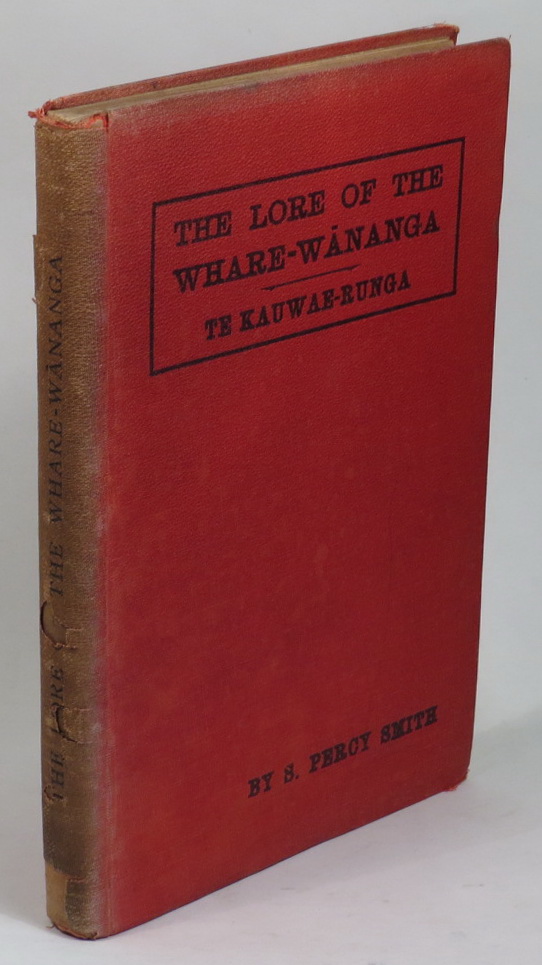 THE LORE OF THE
WHARE-WĀNANGA
TE KAUWAE-RUNGA
BY S. PERCY SMITH
THE LORE THE WHARE-WĀNANGA